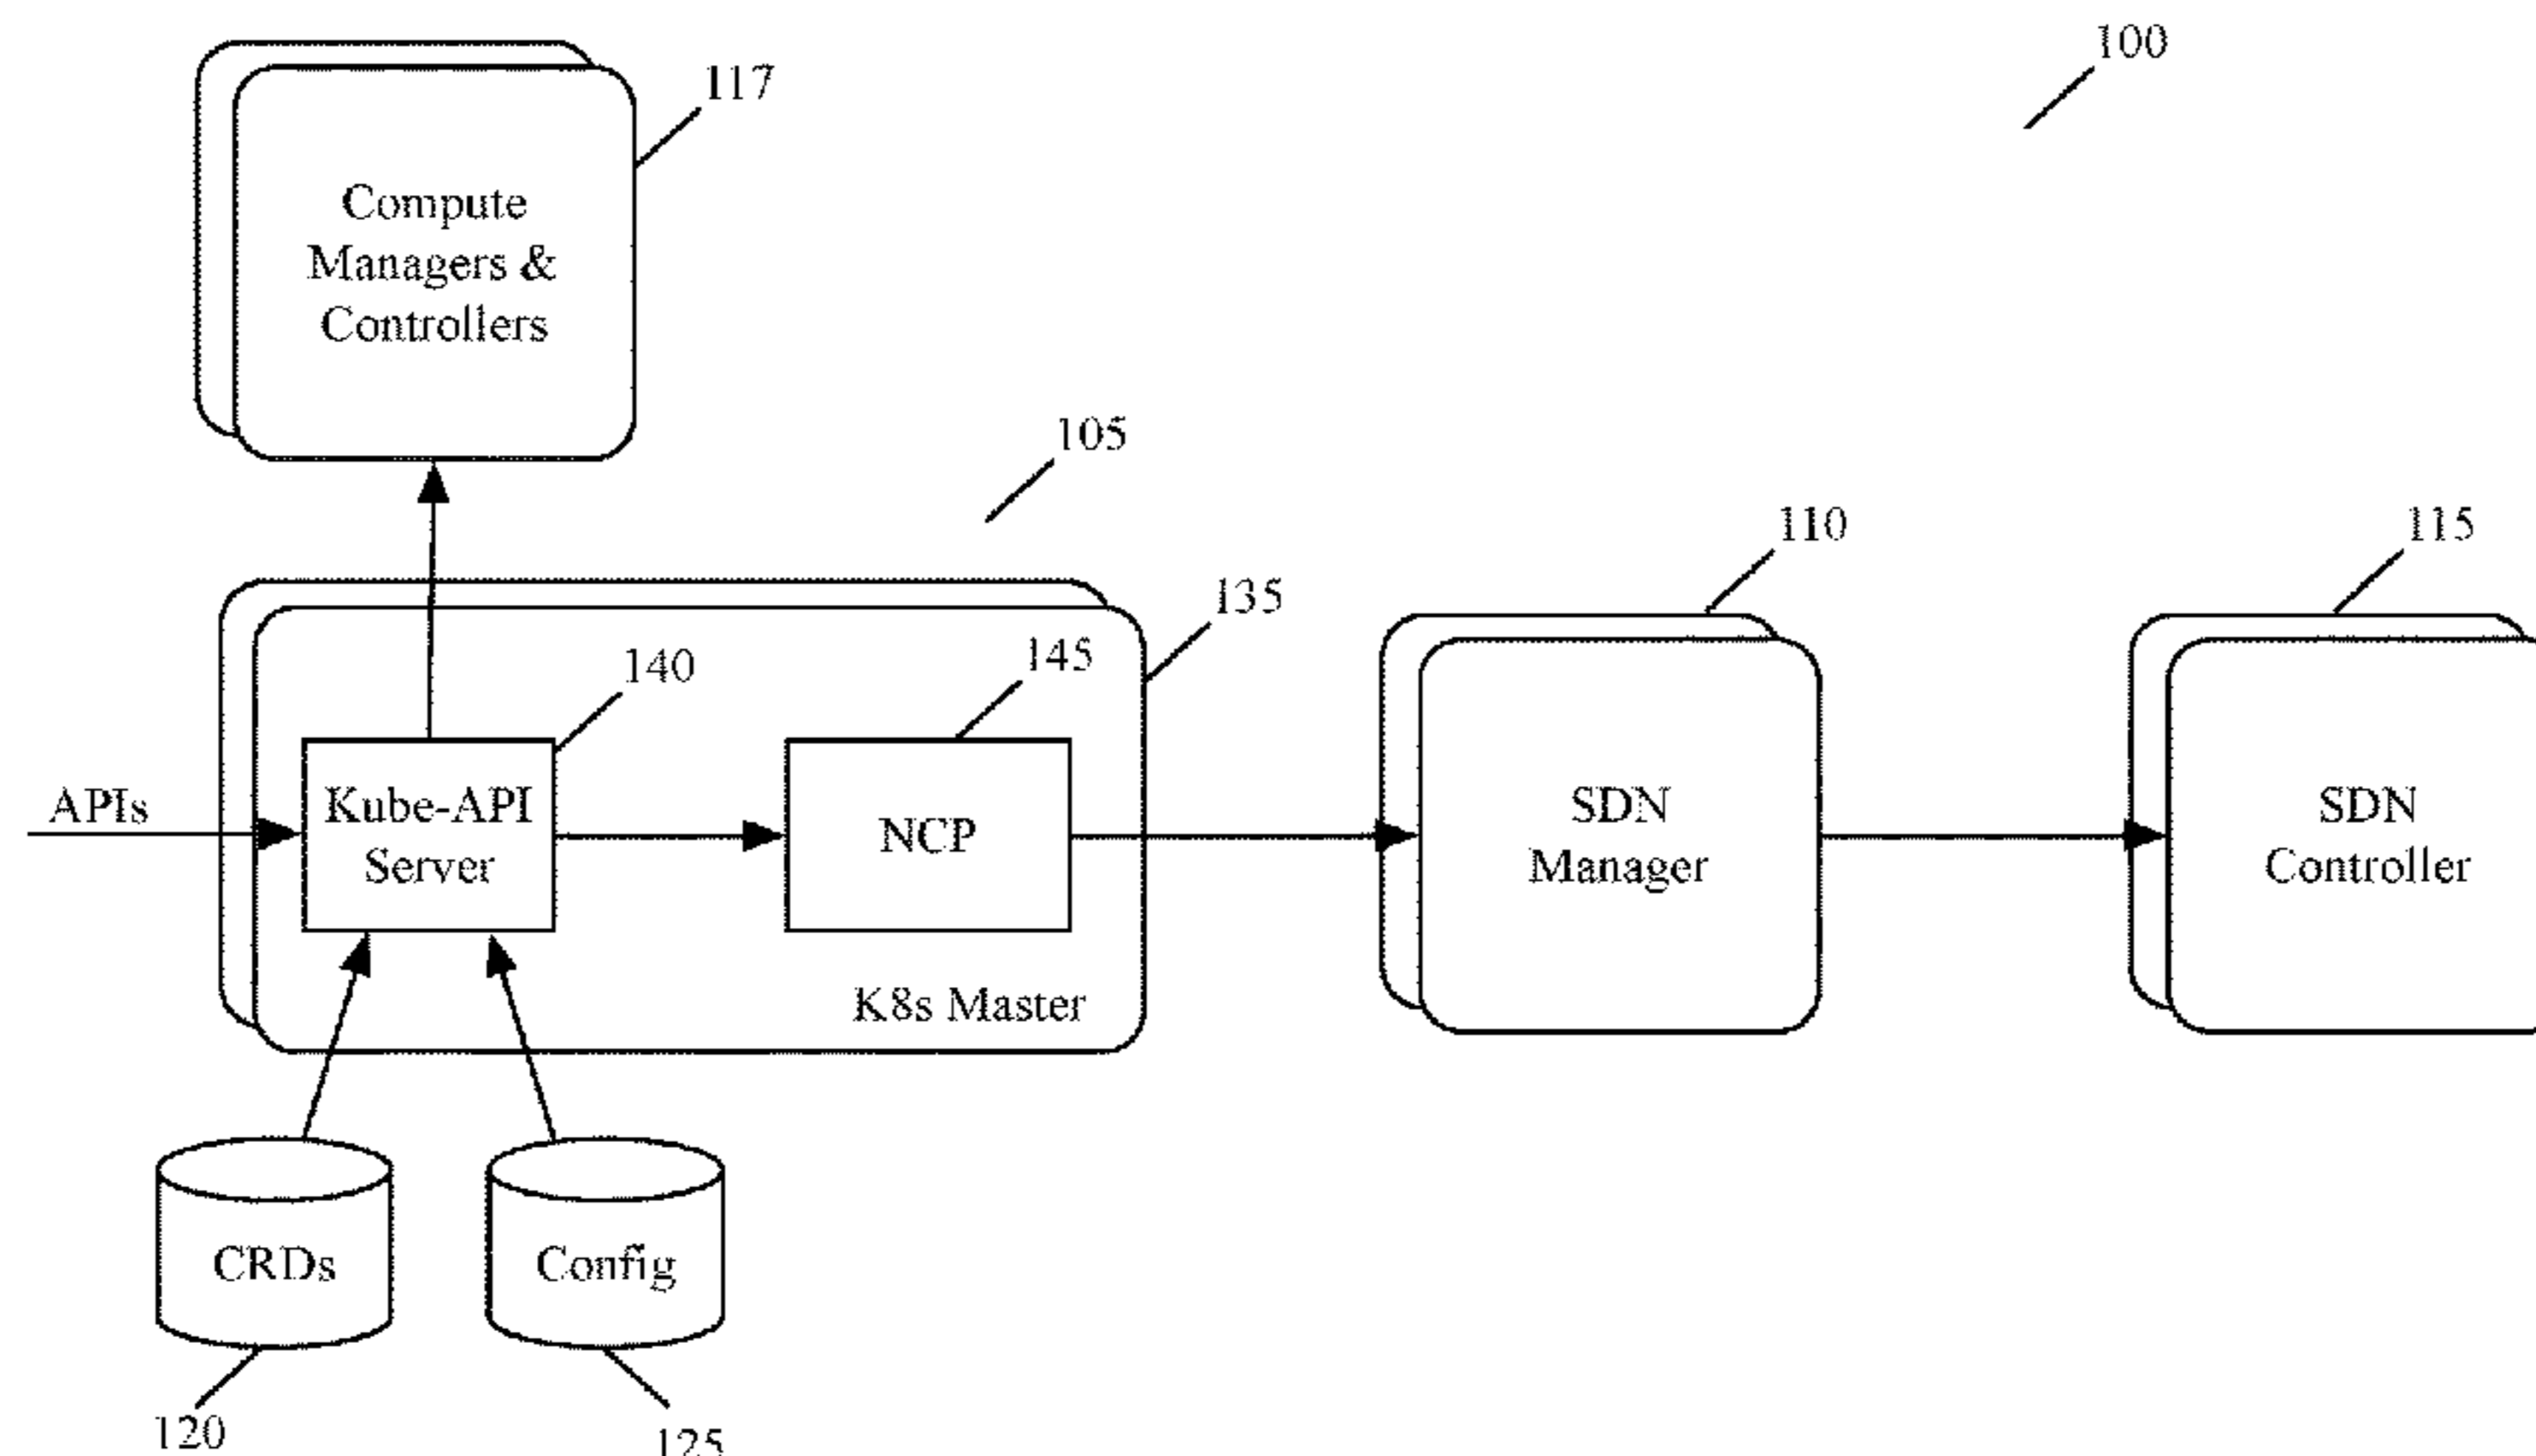 100
117
Compute
Managers &
Controllers
105
110
115
135
140
145
APIs
Kube-API
Server
NCP
SDN
Manager
SDN
Controller
K8s Master
CRDs
Config
120
125